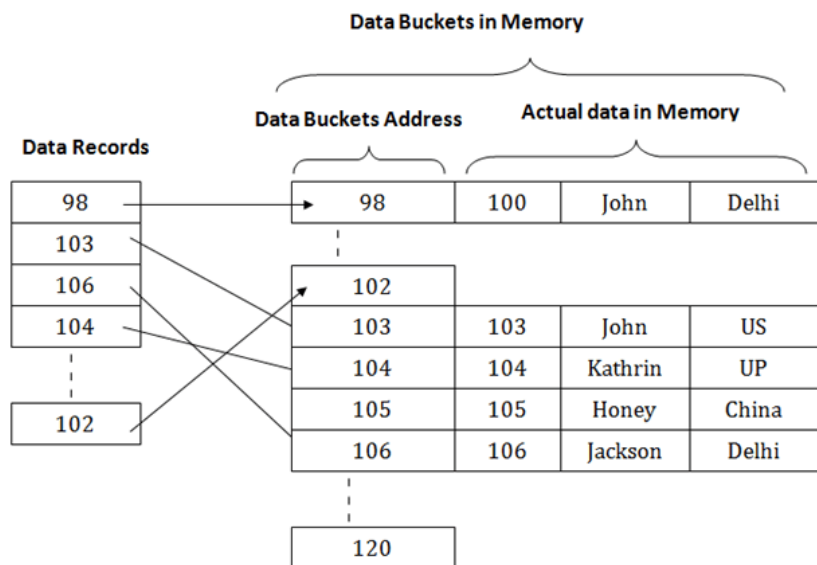 Data Buckets in Memory
Data Buckets Address
Actual data in Memory
Data Records
98
98 100 John Delhi
103
106
102
104
103 103 John US
104 104 Kathrin UP
105 105 Honey China
102
106 106 Jackson Delhi
120